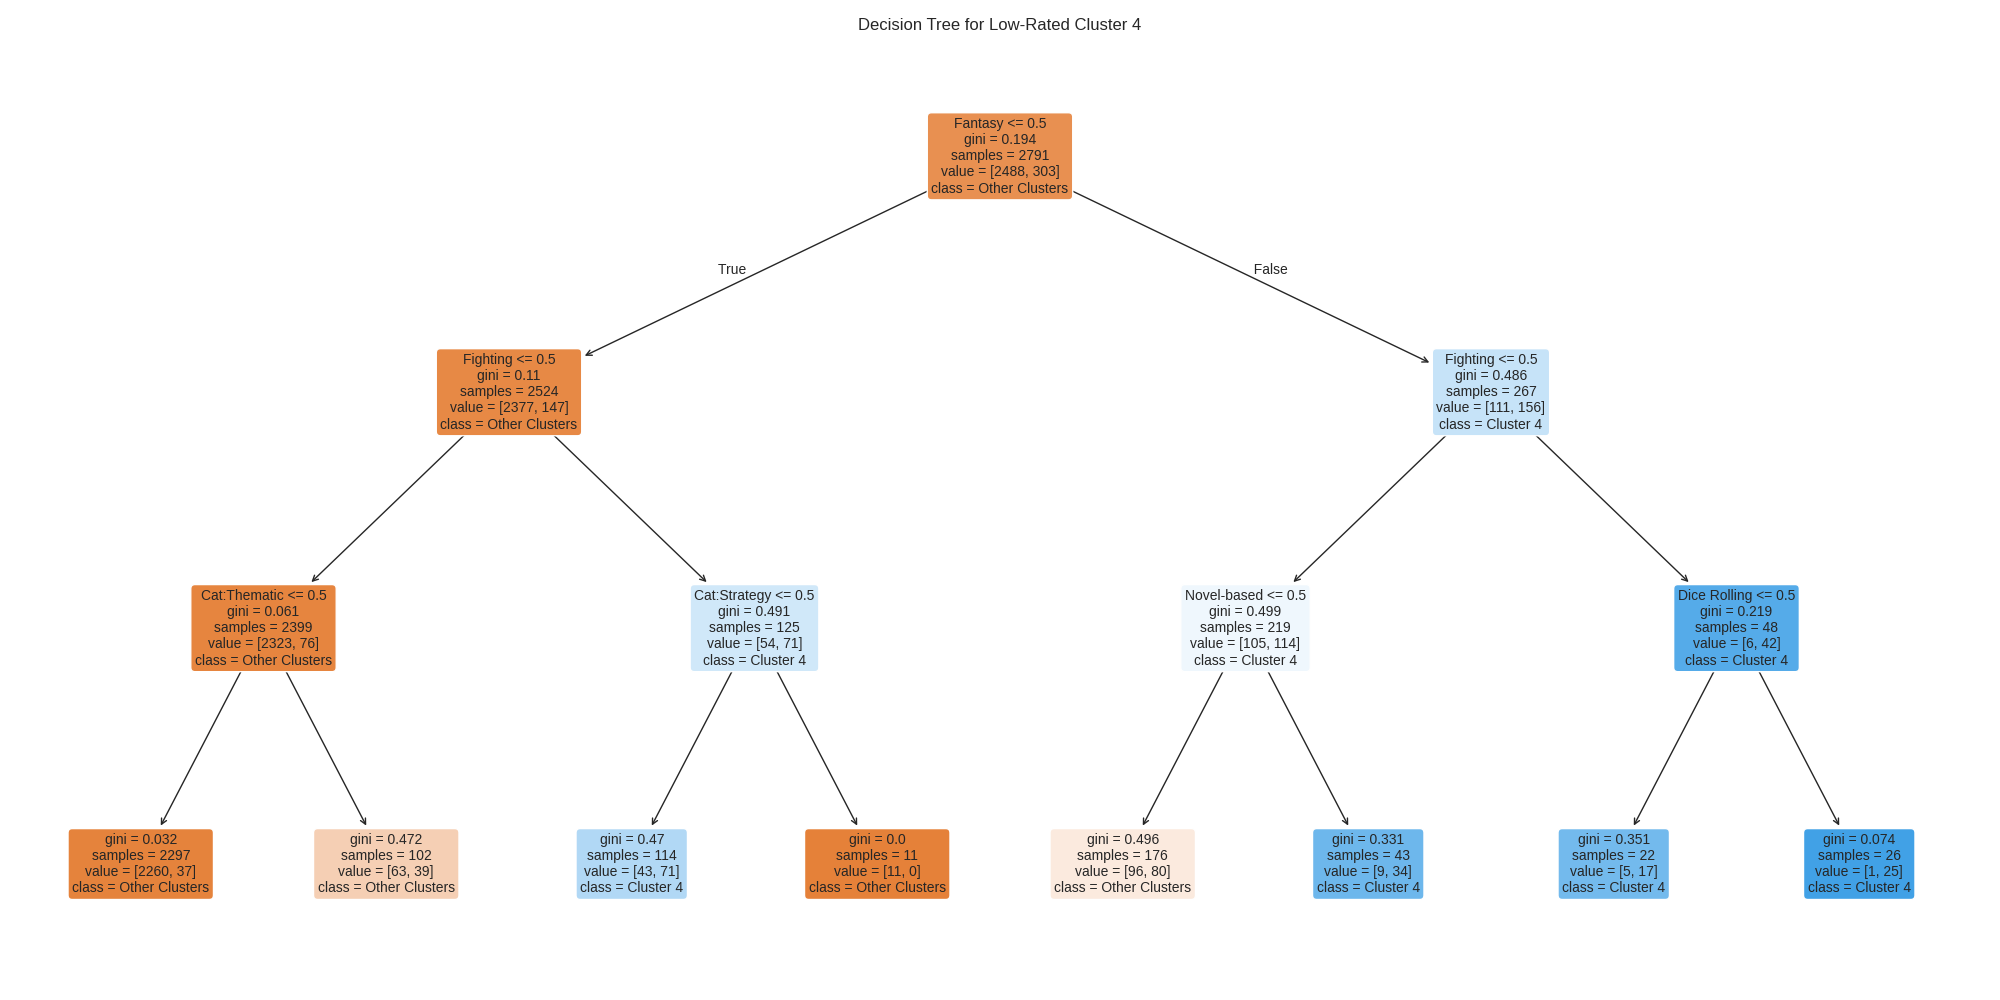 Decision Tree for Low-Rated Cluster 4
Fantasy <= 0.5
gini = 0.194
samples = 2791
value = [2488, 303]
class = Other Clusters
True
False
Fighting <= 0.5
gini = 0.11
samples = 2524
value = [2377, 147]
class = Other Clusters
Fighting <= 0.5
gini = 0.486
samples = 267
value = [111, 156]
class = Cluster 4
Cat:Thematic <= 0.5
gini = 0.061
samples = 2399
value = [2323, 76]
class = Other Clusters
Cat:Strategy <= 0.5
gini = 0.491
samples = 125
value = [54, 71]
class = Cluster 4
Novel-based <= 0.5
gini = 0.499
samples = 219
value = [105, 114]
class = Cluster 4
Dice Rolling <= 0.5
gini = 0.219
samples = 48
value = [6, 42]
class = Cluster 4
gini = 0.032
samples = 2297
value = [2260, 37]
class = Other Clusters
gini = 0.472
samples = 102
value = [63, 39]
class = Other Clusters
gini = 0.47
samples = 114
value = [43, 71]
class = Cluster 4
gini = 0.0
samples = 11
value = [11, 0]
class = Other Clusters
gini = 0.496
samples = 176
value = [96, 80]
class = Other Clusters
gini = 0.331
samples = 43
value = [9, 34]
class = Cluster 4
gini = 0.351
samples = 22
value = [5, 17]
class = Cluster 4
gini = 0.074
samples = 26
value = [1, 25]
class = Cluster 4